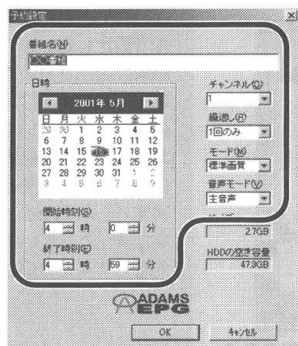 予約設定
番組名(N)
番組
日時
2001年 5月
日 月 火 水 木 金 土
29 30 1 2 3 4 5
6 7 8 9 10 11 12
13 14 15 16 17 18 19
20 21 22 23 24 25 26
27 28 29 30 31 1 2
3 4 5 6 7 8 9
開始時刻(S)
4 時 0 分
終了時刻(E)
4 時 59 分
チャンネル(C)
1
繰返し(R)
1回のみ
モード(M)
標準画質
音声モード(V)
主音声
2.7GB
HDDの空き容量
47.9GB
ADAMS
EPG
OK
キャンセル